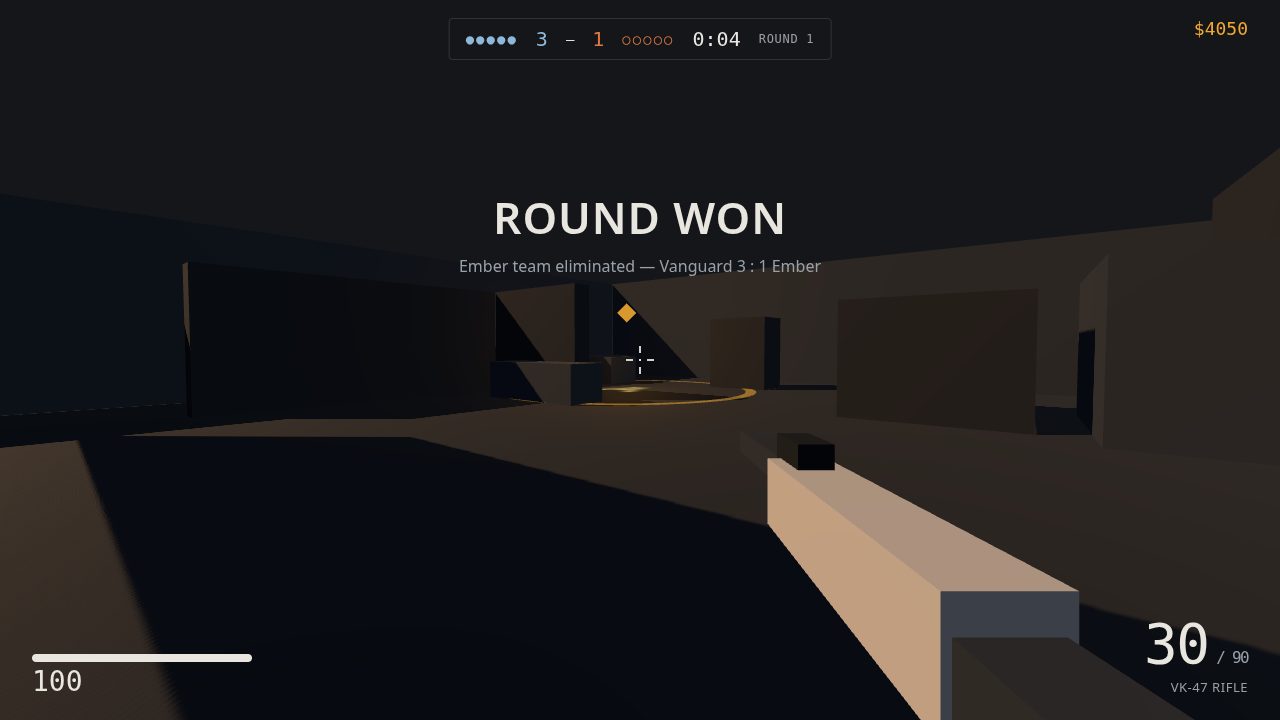 ●●●●● 3 – 1 ○○○○○ 0:04 ROUND 1
$4050
ROUND WON
Ember team eliminated — Vanguard 3 : 1 Ember
100
30 / 90
VK-47 RIFLE